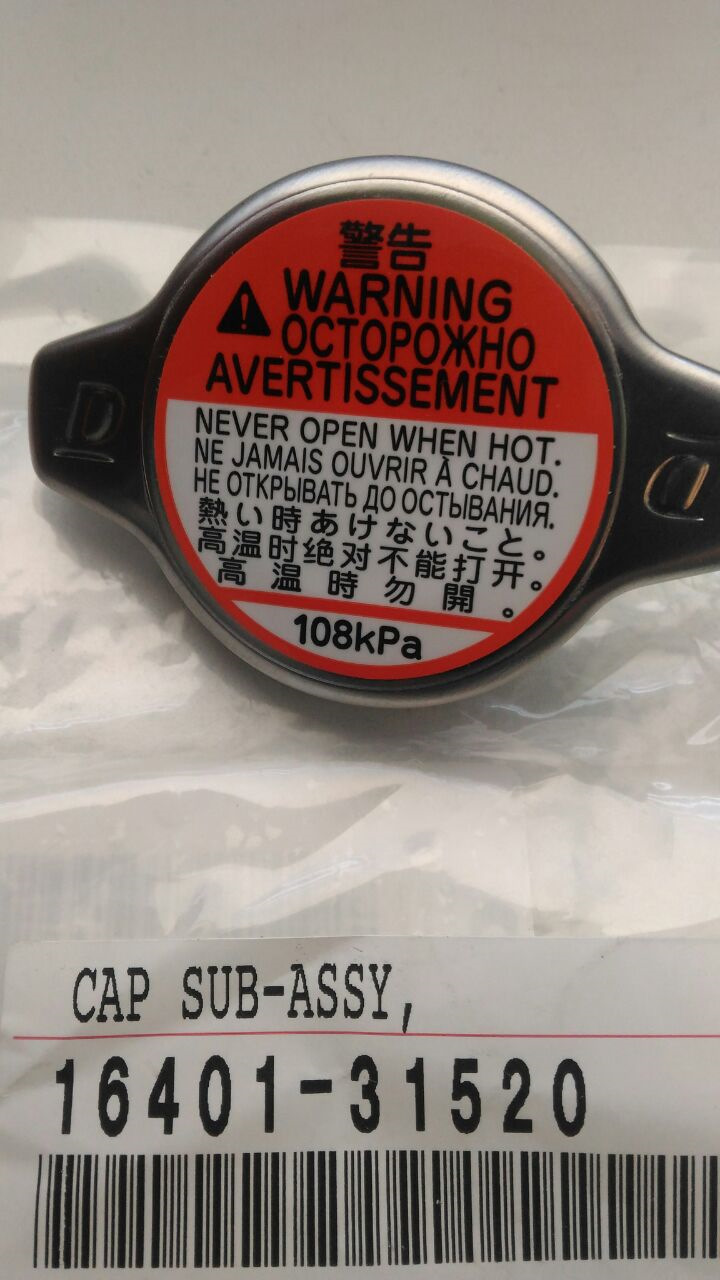 警告
WARNING
ОСТОРОЖНО
AVERTISSEMENT
NEVER OPEN WHEN HOT.
NE JAMAIS OUVRIR À CHAUD.
НЕ ОТКРЫВАТЬ ДО ОСТЫВАНИЯ.
熱い時あけないこと。
高温时绝对不能打开。
高温時勿開。
108kPa
D
D
CAP SUB-ASSY,
16401-31520